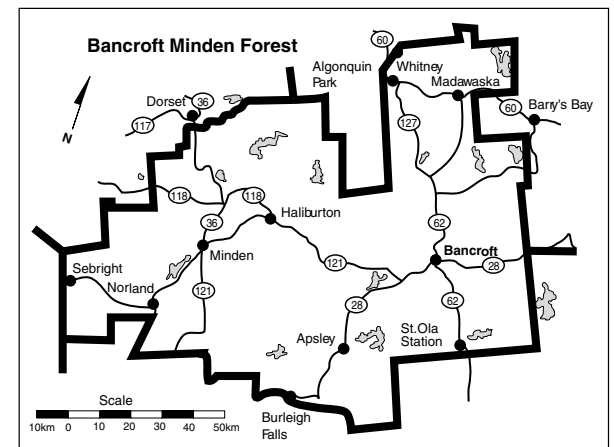 Bancroft Minden Forest
60
Algonquin
Park
Whitney
Madawaska
60
Barry's Bay
Dorset
36
117
127
N
118
118
Haliburton
36
62
Minden
Bancroft
121
28
Sebright
Norland
121
28
62
Apsley
St.Ola
Station
Scale
10km 0 10 20 30 40 50km
Burleigh
Falls